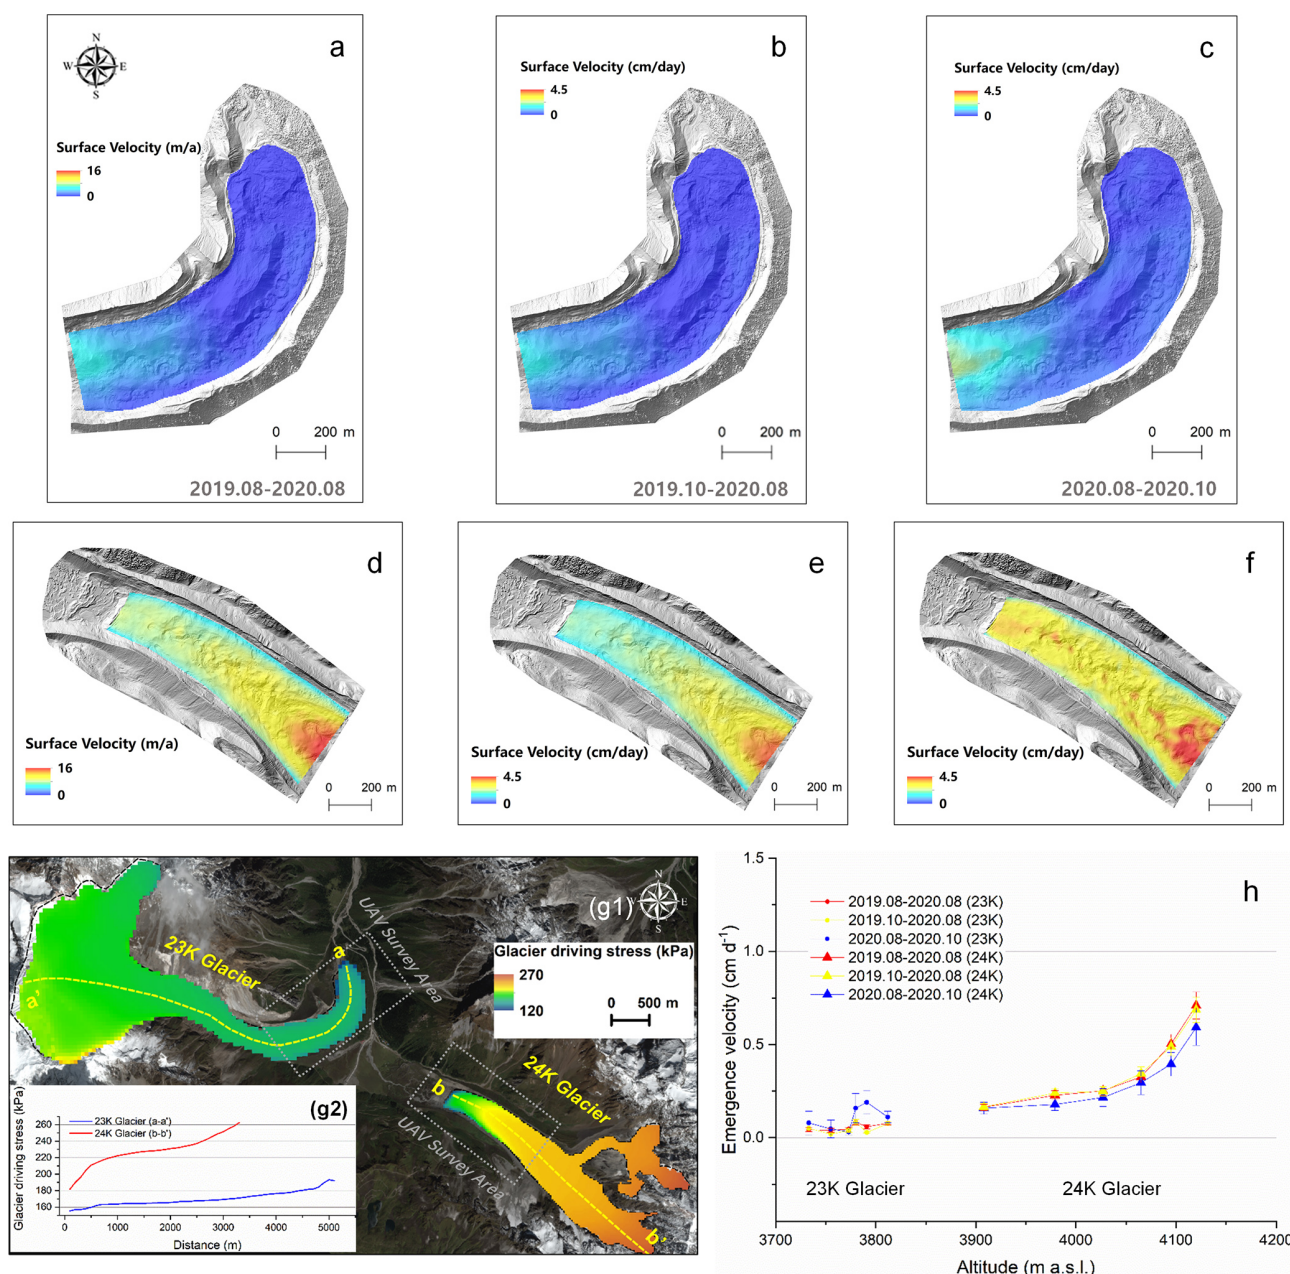 a
N
W E
S
Surface Velocity (m/a)
16
0
0 200 m
2019.08-2020.08
b
Surface Velocity (cm/day)
4.5
0
0 200 m
2019.10-2020.08
c
Surface Velocity (cm/day)
4.5
0
0 200 m
2020.08-2020.10
d
Surface Velocity (m/a)
16
0
0 200 m
e
Surface Velocity (cm/day)
4.5
0
0 200 m
f
Surface Velocity (cm/day)
4.5
0
0 200 m
(g1)
N
W E
S
23K Glacier
a
a'
UAV Survey Area
Glacier driving stress (kPa)
270
120
0 500 m
24K Glacier
b
b'
UAV Survey Area
(g2)
Glacier driving stress (kPa)
260
240
220
200
180
160
23K Glacier (a-a')
24K Glacier (b-b')
0 1000 2000 3000 4000 5000
Distance (m)
h
Emergence velocity (cm d-1)
1.5
1.0
0.5
0.0
2019.08-2020.08 (23K)
2019.10-2020.08 (23K)
2020.08-2020.10 (23K)
2019.08-2020.08 (24K)
2019.10-2020.08 (24K)
2020.08-2020.10 (24K)
23K Glacier 24K Glacier
3700 3800 3900 4000 4100 4200
Altitude (m a.s.l.)